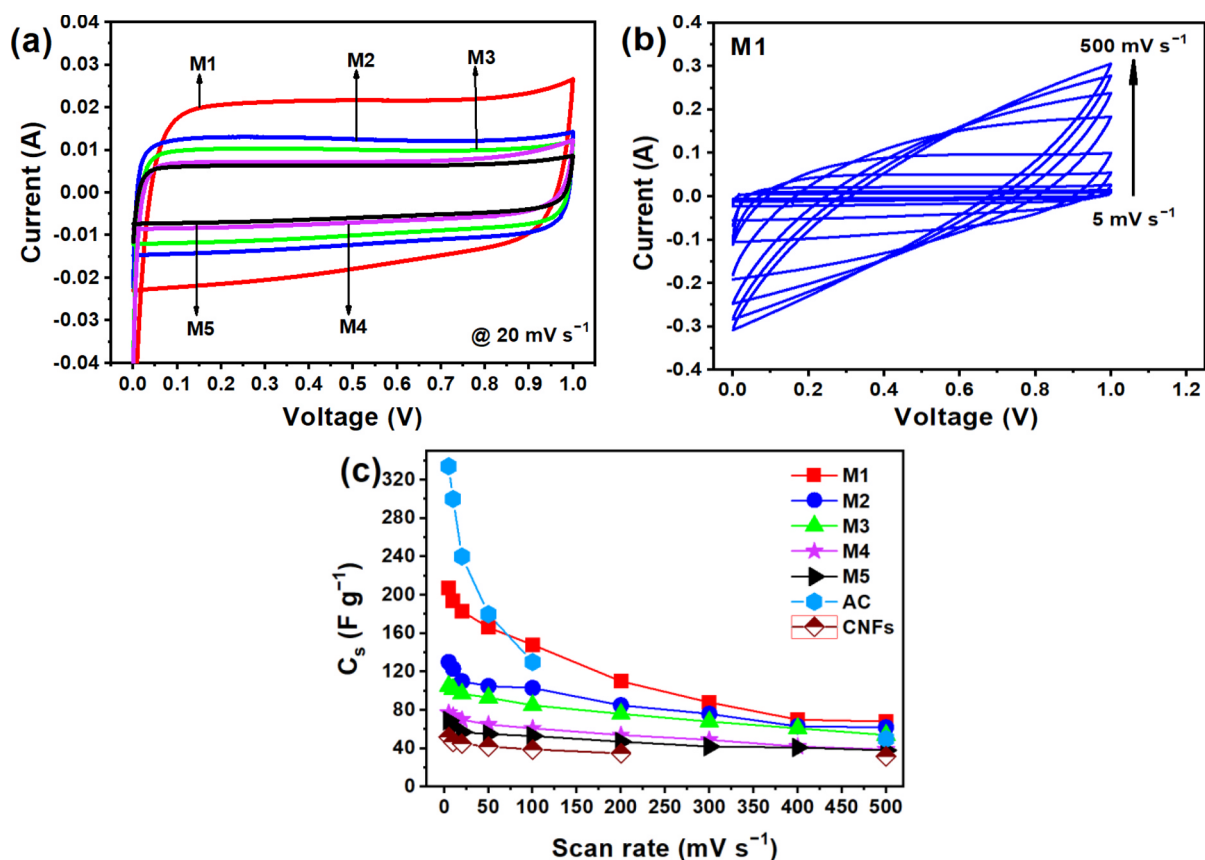 (a)
0.04
0.03
0.02
0.01
0.00
-0.01
-0.02
-0.03
-0.04
Current (A)
M1
M2
M3
M5
M4
@ 20 mV s⁻¹
0.0 0.1 0.2 0.3 0.4 0.5 0.6 0.7 0.8 0.9 1.0
Voltage (V)
(b)
M1
0.4
0.3
0.2
0.1
0.0
-0.1
-0.2
-0.3
-0.4
Current (A)
500 mV s⁻¹
5 mV s⁻¹
0.0 0.2 0.4 0.6 0.8 1.0 1.2
Voltage (V)
(c)
320
280
240
200
160
120
80
40
0
Cₛ (F g⁻¹)
M1
M2
M3
M4
M5
AC
CNFs
0 50 100 150 200 250 300 350 400 450 500
Scan rate (mV s⁻¹)